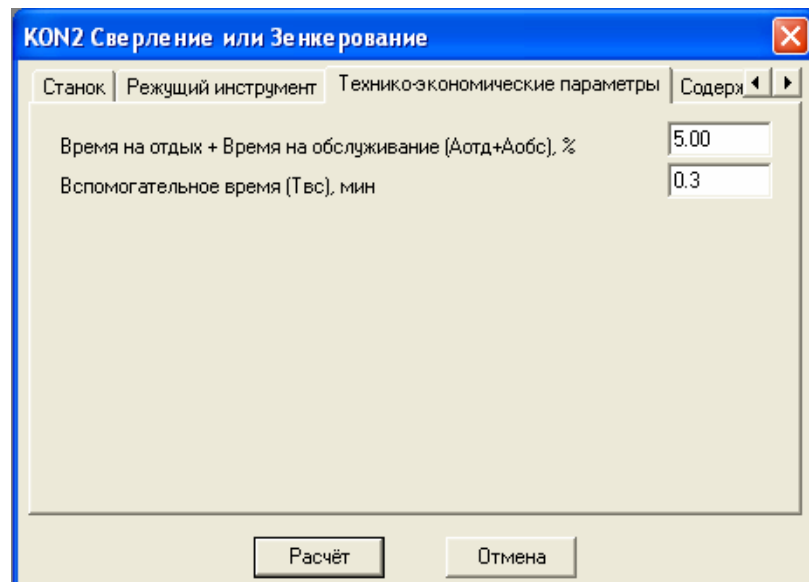 KON2 Сверление или Зенкерование
Станок Режущий инструмент Технико-экономические параметры Содерж
Время на отдых + Время на обслуживание (Аотд+Аобс), % 5.00
Вспомогательное время (Твс), мин 0.3
Расчёт Отмена